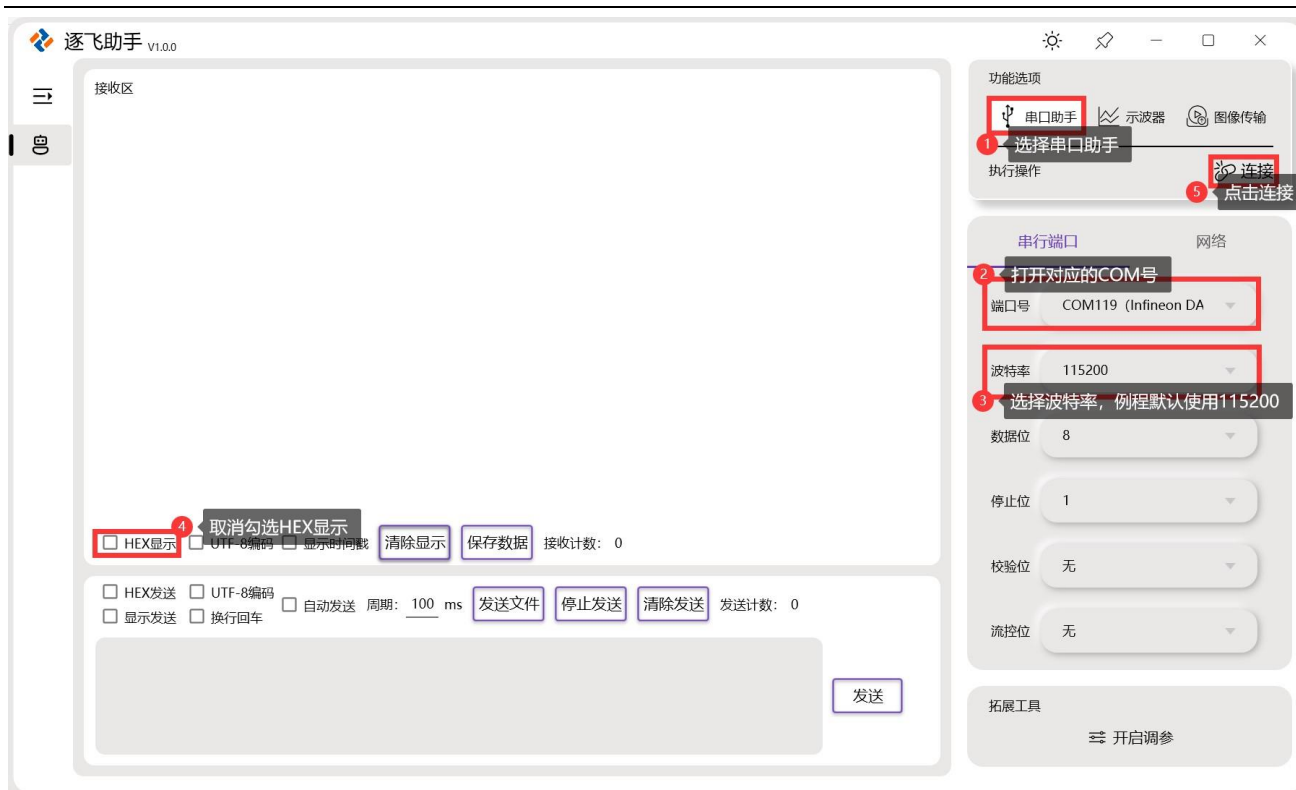 逐飞助手 V1.0.0
接收区
功能选项
串口助手 示波器 图像传输
1 选择串口助手
执行操作 连接
5 点击连接
串行端口 网络
2 打开对应的COM号
端口号 COM119（Infineon DA
波特率 115200
3 选择波特率，例程默认使用115200
数据位 8
停止位 1
校验位 无
流控位 无
拓展工具
开启调参
4 取消勾选HEX显示
HEX显示 UTF-8编码 显示时间戳 清除显示 保存数据 接收计数： 0
HEX发送 UTF-8编码
显示发送 换行回车
自动发送 周期： 100 ms 发送文件 停止发送 清除发送 发送计数： 0
发送